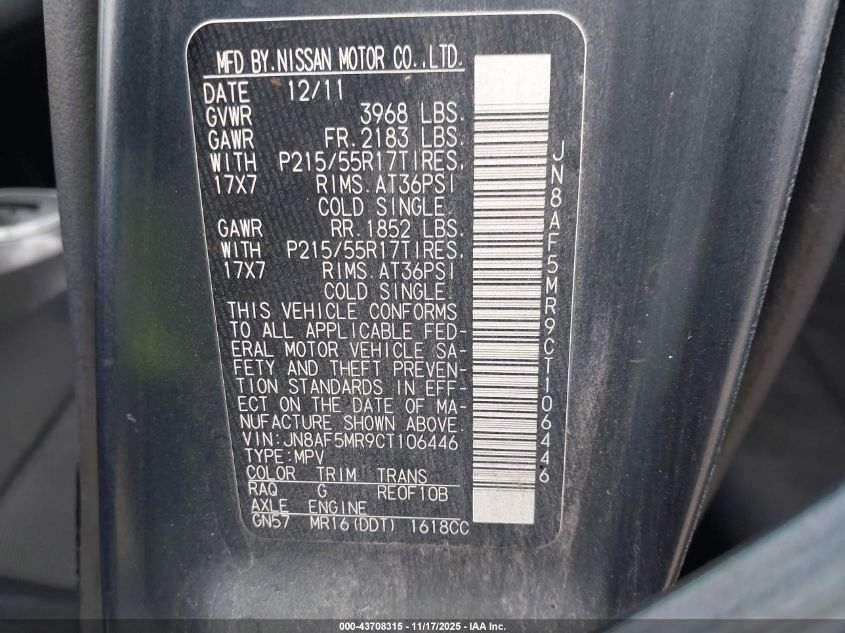 MFD BY.NISSAN MOTOR CO.,LTD.
DATE 12/11
GVWR 3968 LBS.
GAWR FR.2183 LBS.
WITH P215/55R17TIRES,
17X7 RIMS.AT36PSI
COLD SINGLE.
GAWR RR.1852 LBS.
WITH P215/55R17TIRES,
17X7 RIMS.AT36PSI
COLD SINGLE.
THIS VEHICLE CONFORMS
TO ALL APPLICABLE FED-
ERAL MOTOR VEHICLE SA-
FETY AND THEFT PREVEN-
TION STANDARDS IN EFF-
ECT ON THE DATE OF MA-
NUFACTURE SHOWN ABOVE.
VIN:JN8AF5MR9CT106446
TYPE:MPV
COLOR TRIM TRANS
RAQ G RE0F10B
AXLE ENGINE
GN57 MR16(DDT) 1618CC
JN8AF5MR9CT106446
000-43708315 - 11/17/2025 - IAA Inc.